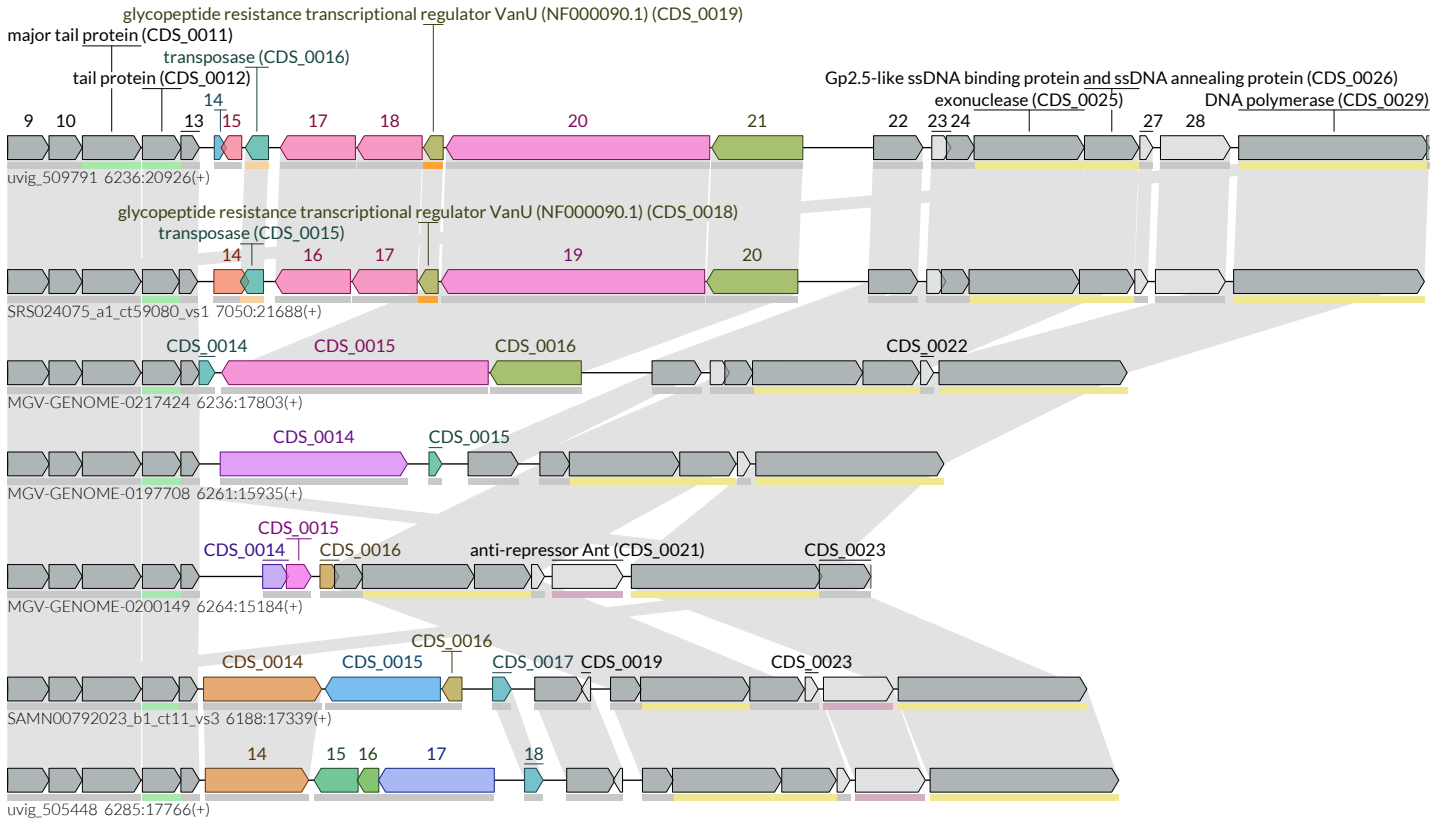 glycopeptide resistance transcriptional regulator VanU (NF000090.1) (CDS_0019)
major tail protein (CDS_0011)
transposase (CDS_0016)
tail protein (CDS_0012)
Gp2.5-like ssDNA binding protein and ssDNA annealing protein (CDS_0026)
14
exonuclease (CDS_0025)
DNA polymerase (CDS_0029)
9 10 13 15 17 18 20 21 22 23 24 27 28
uvig_509791 6236:20926(+)
glycopeptide resistance transcriptional regulator VanU (NF000090.1) (CDS_0018)
transposase (CDS_0015)
14 16 17 19 20
SRS024075_a1_ct59080_vs1 7050:21688(+)
CDS_0014 CDS_0015 CDS_0016 CDS_0022
MGV-GENOME-0217424 6236:17803(+)
CDS_0014 CDS_0015
MGV-GENOME-0197708 6261:15935(+)
CDS_0015
CDS_0014 CDS_0016 anti-repressor Ant (CDS_0021) CDS_0023
MGV-GENOME-0200149 6264:15184(+)
CDS_0016
CDS_0014 CDS_0015 CDS_0017 CDS_0019 CDS_0023
SAMN00792023_b1_ct11_vs3 6188:17339(+)
14 15 16 17 18
uvig_505448 6285:17766(+)